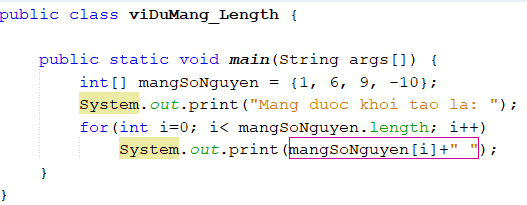 public class viDuMang_Length {
public static void main(String args[]) {
int[] mangSoNguyen = {1, 6, 9, -10};
System.out.print("Mang duoc khoi tao la: ");
for(int i=0; i< mangSoNguyen.length; i++)
System.out.print(mangSoNguyen[i]+" ");
}
}